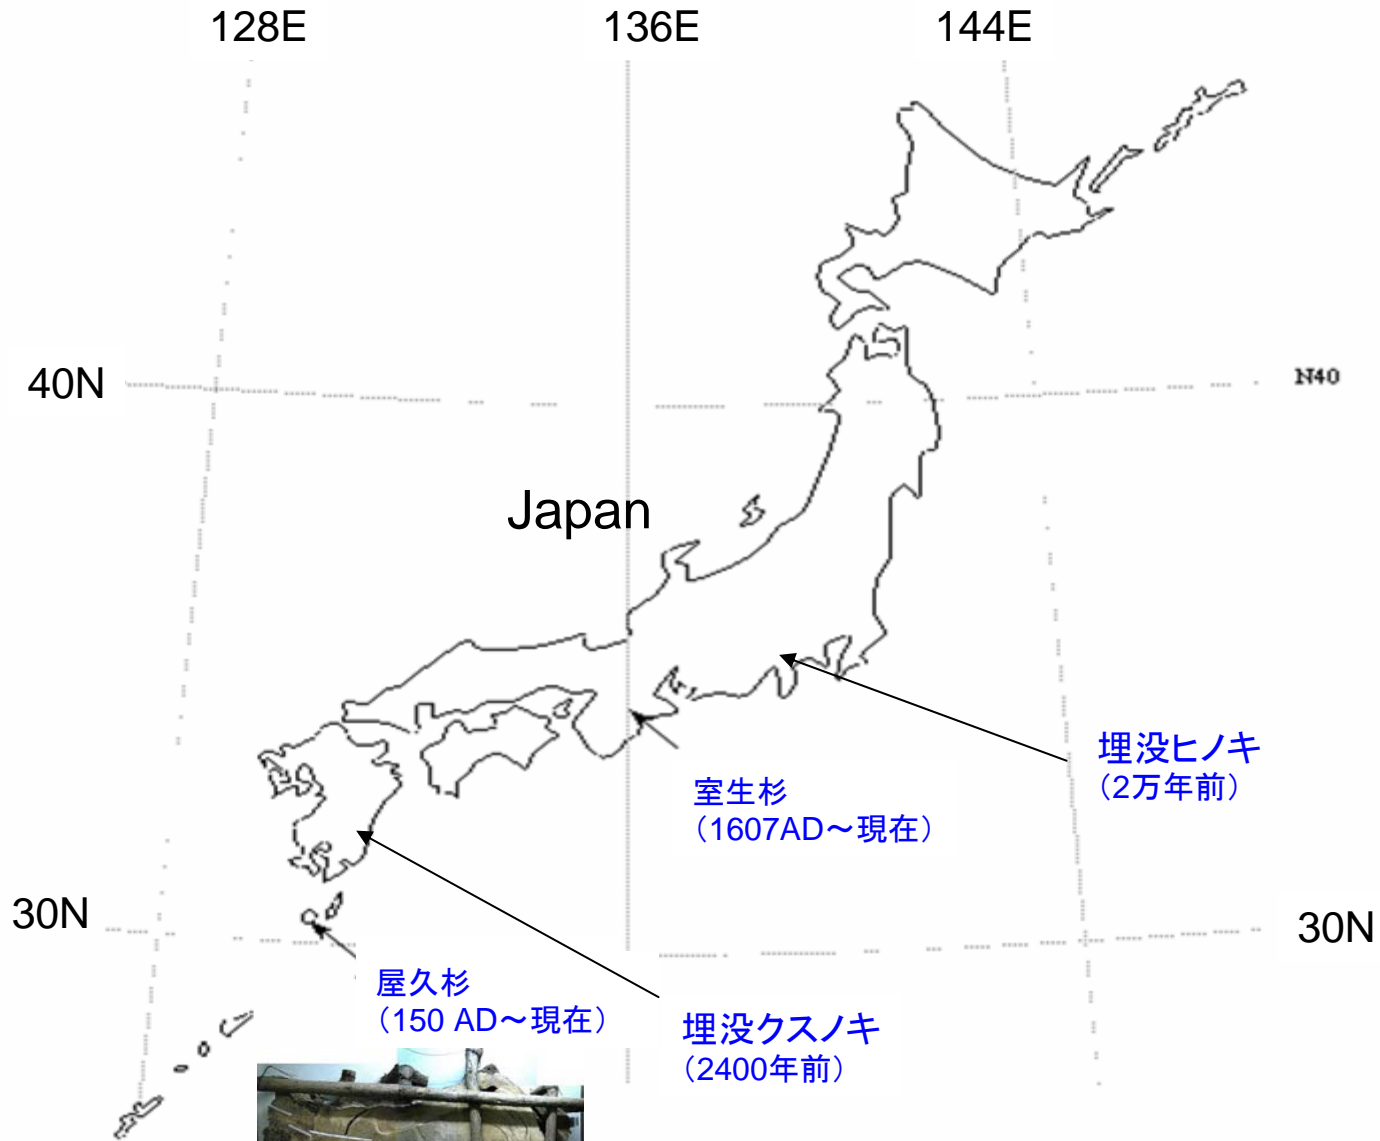 128E
136E
144E
40N
N40
Japan
埋没ヒノキ
（2万年前）
室生杉
（1607AD～現在）
30N
30N
屋久杉
（150 AD～現在）
埋没クスノキ
（2400年前）